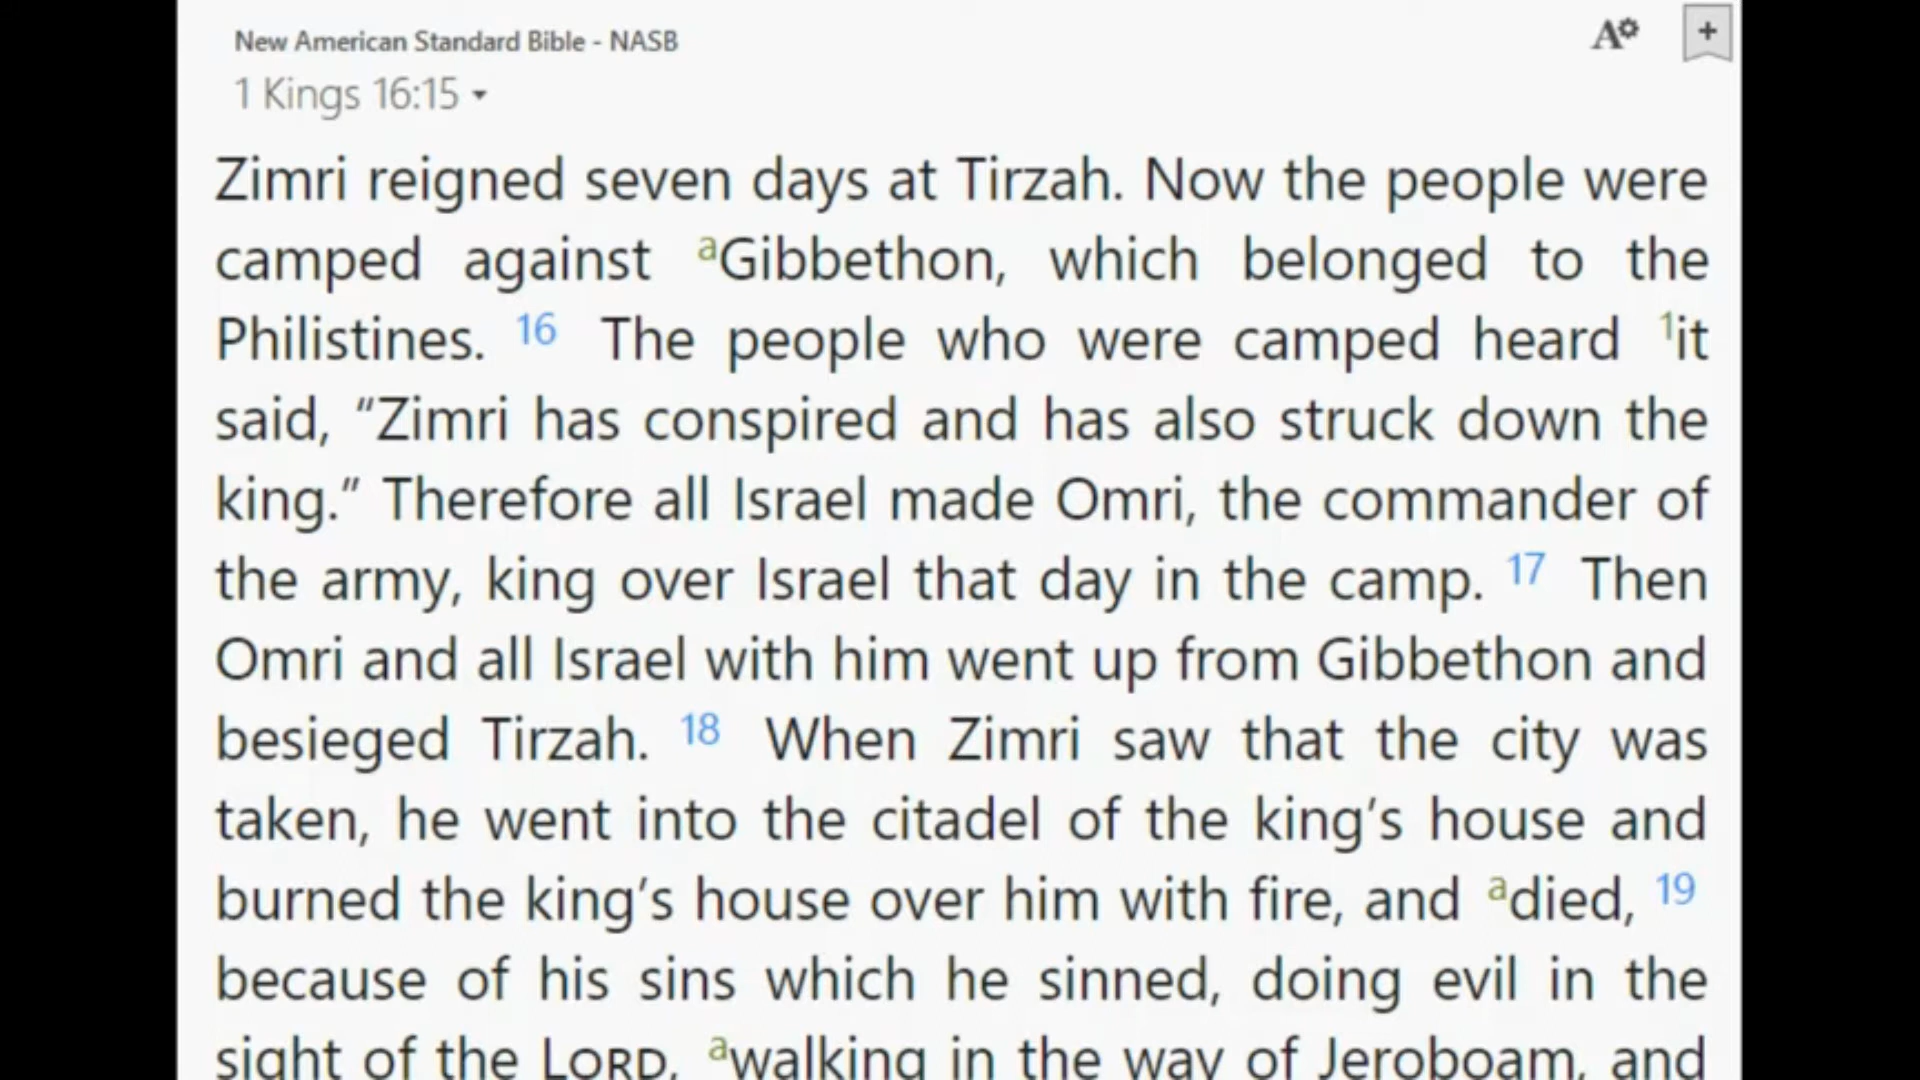 New American Standard Bible - NASB
A
+
1 Kings 16:15
Zimri reigned seven days at Tirzah. Now the people were
camped against aGibbethon, which belonged to the
Philistines. 16 The people who were camped heard 1it
said, “Zimri has conspired and has also struck down the
king.” Therefore all Israel made Omri, the commander of
the army, king over Israel that day in the camp. 17 Then
Omri and all Israel with him went up from Gibbethon and
besieged Tirzah. 18 When Zimri saw that the city was
taken, he went into the citadel of the king’s house and
burned the king’s house over him with fire, and adied, 19
because of his sins which he sinned, doing evil in the
sight of the LORD, awalking in the way of Jeroboam, and